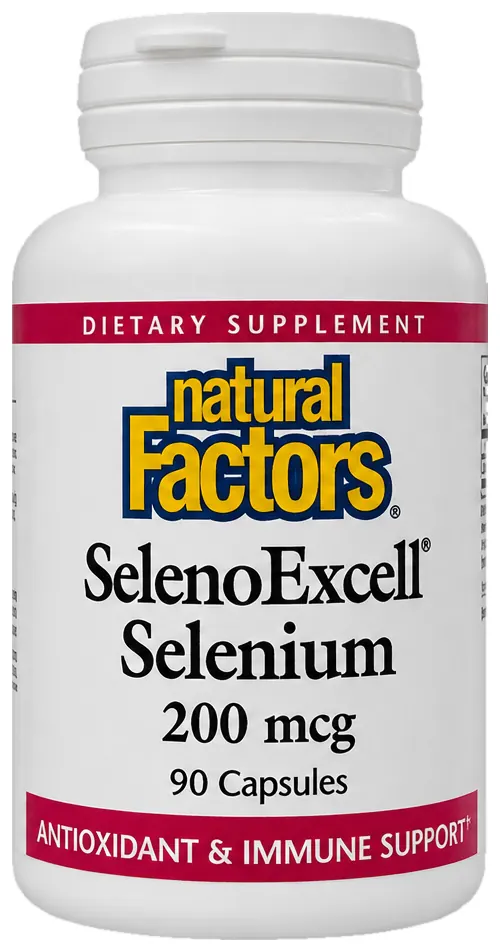 DIETARY SUPPLEMENT
natural
Factors®
SelenoExcell®
Selenium
200 mcg
90 Capsules
ANTIOXIDANT & IMMUNE SUPPORT†